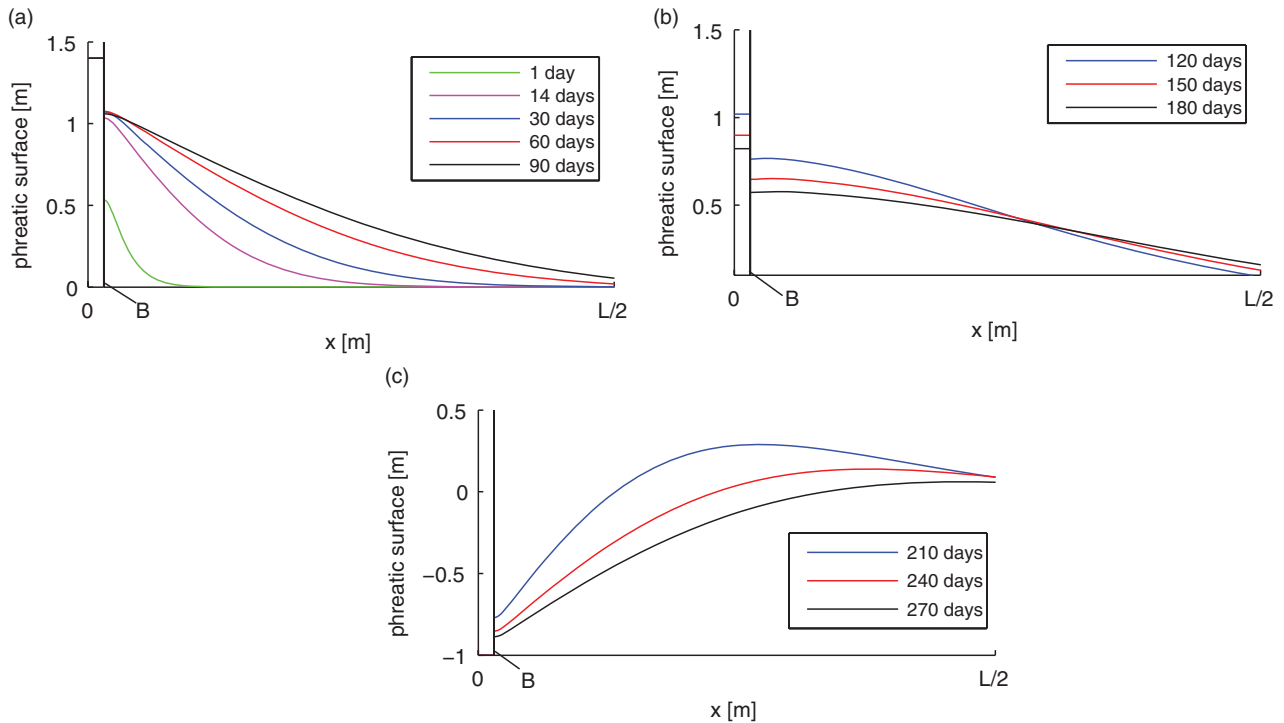 (a)
phreatic surface [m]
1.5
1
0.5
0
1 day
14 days
30 days
60 days
90 days
0
B
L/2
x [m]
(b)
phreatic surface [m]
1.5
1
0.5
120 days
150 days
180 days
0
B
L/2
x [m]
(c)
phreatic surface [m]
0.5
0
−0.5
−1
210 days
240 days
270 days
0
B
L/2
x [m]